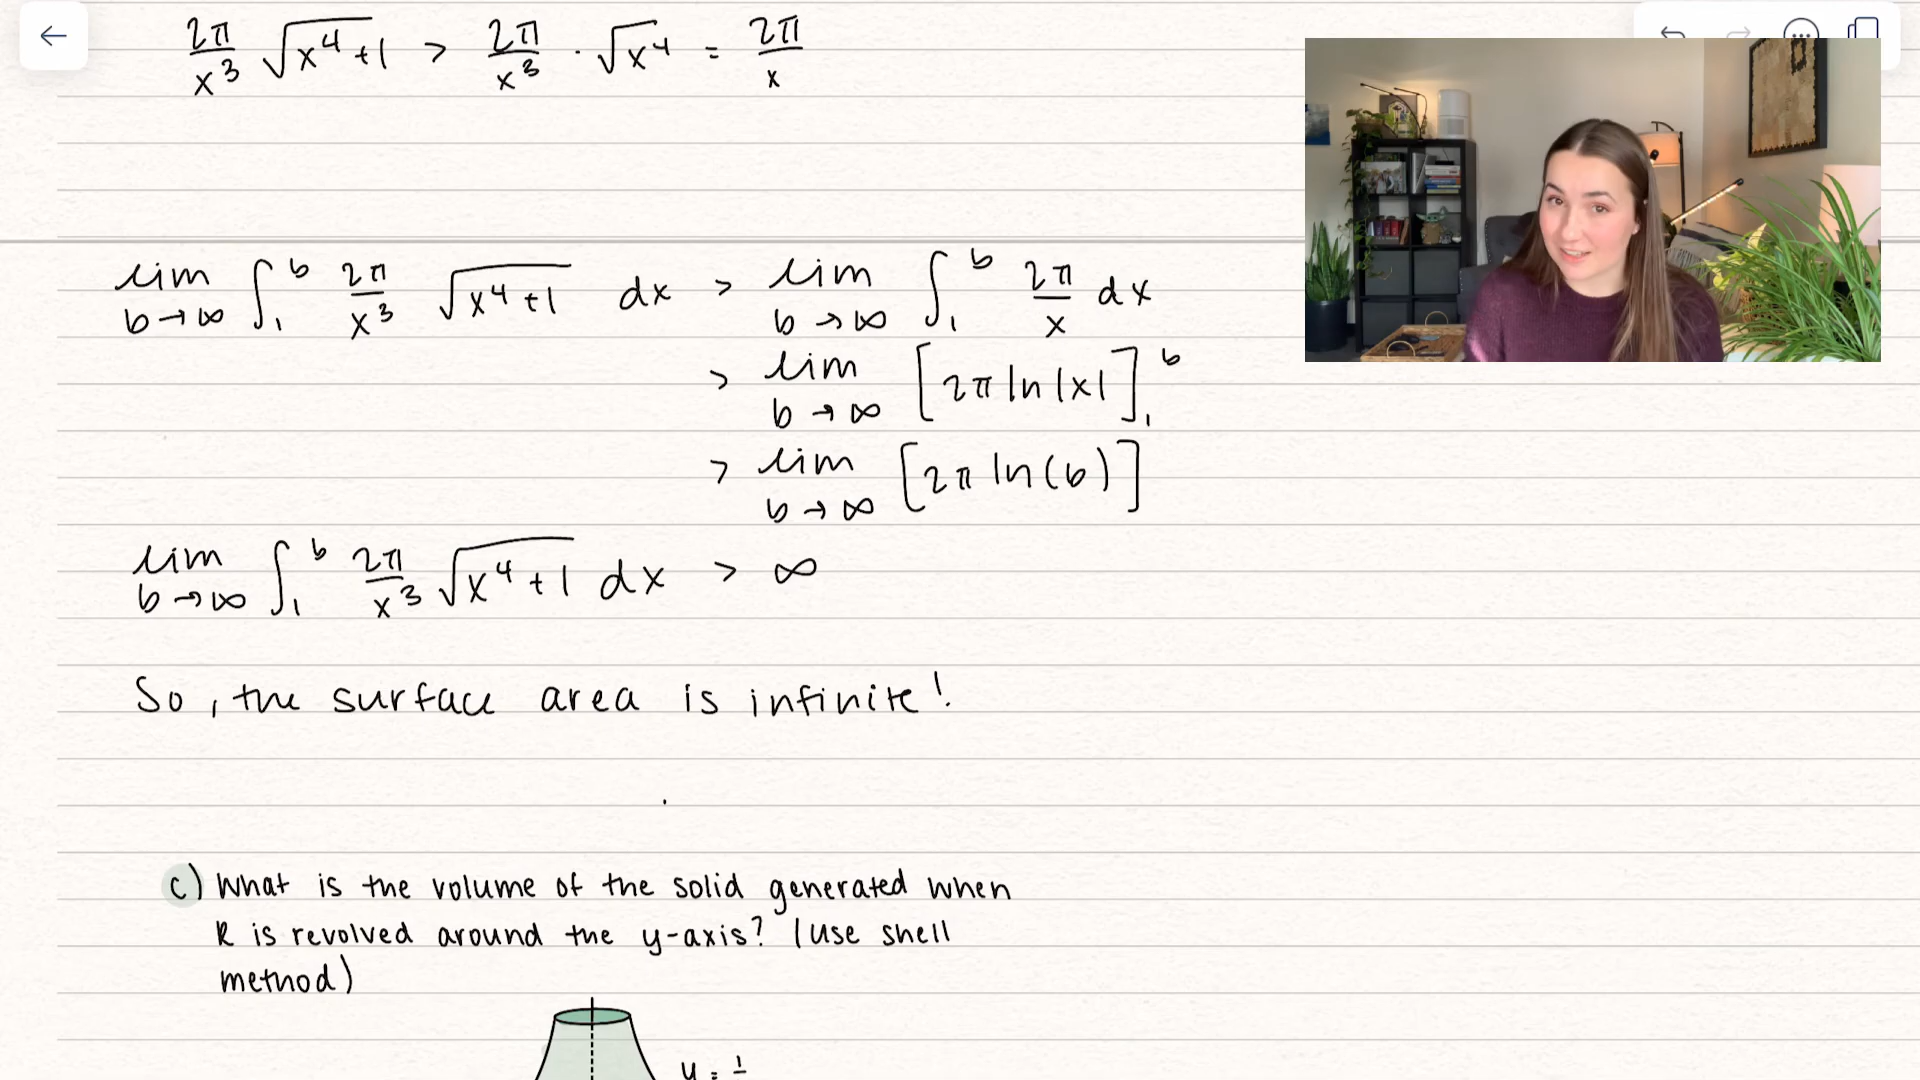 2π/x³ √(x⁴+1) > 2π/x³ · √x⁴ = 2π/x
lim b→∞ ∫₁ᵇ 2π/x³ √(x⁴+1) dx > lim b→∞ ∫₁ᵇ 2π/x dx
> lim b→∞ [2π ln|x|]₁ᵇ
> lim b→∞ [2π ln(b)]
lim b→∞ ∫₁ᵇ 2π/x³ √(x⁴+1) dx > ∞
So, the surface area is infinite!
c) What is the volume of the solid generated when
R is revolved around the y-axis? (Use shell
method)
y = 1